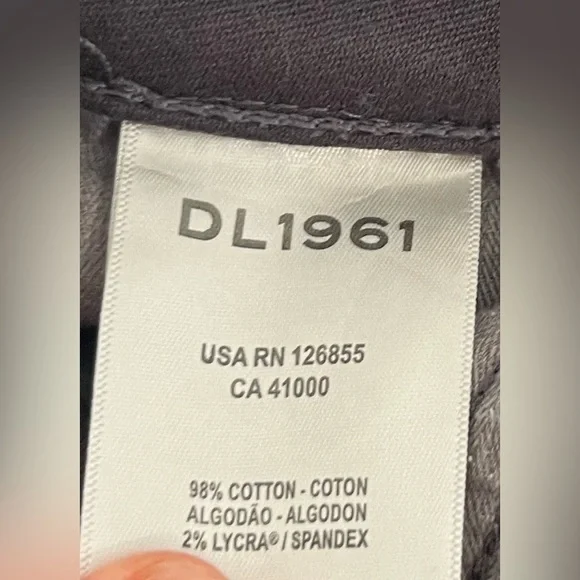 DL1961
USA RN 126855
CA 41000
98% COTTON - COTON
ALGODÃO - ALGODON
2% LYCRA® / SPANDEX